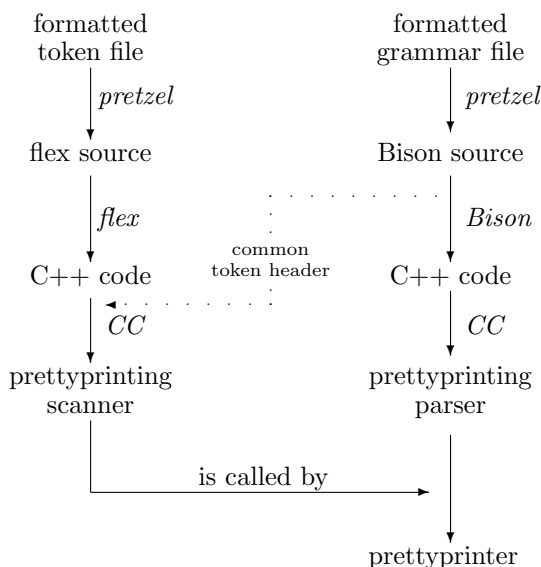 formatted
token file
formatted
grammar file
pretzel
pretzel
flex source
Bison source
flex
Bison
common
token header
C++ code
C++ code
CC
CC
prettyprinting
scanner
prettyprinting
parser
is called by
prettyprinter